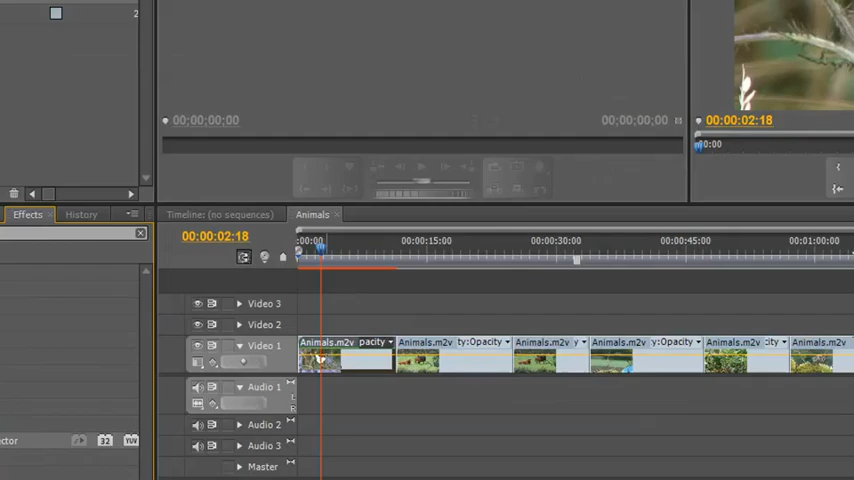 2
00;00;00;00
00;00;00;00
00:00:02:18
00:00
Effects
History
Timeline: (no sequences)
Animals
00:00:02:18
:00:00
00:00:15:00
00:00:30:00
00:00:45:00
00:01:00:00
Video 3
Video 2
Video 1
Animals.m2v pacity
Animals.m2v ty:Opacity
Animals.m2v y
Animals.m2v y:Opacity
Animals.m2v :ity
Animals.m2v
Audio 1
L
R
Audio 2
ector
32
YUV
Audio 3
Master